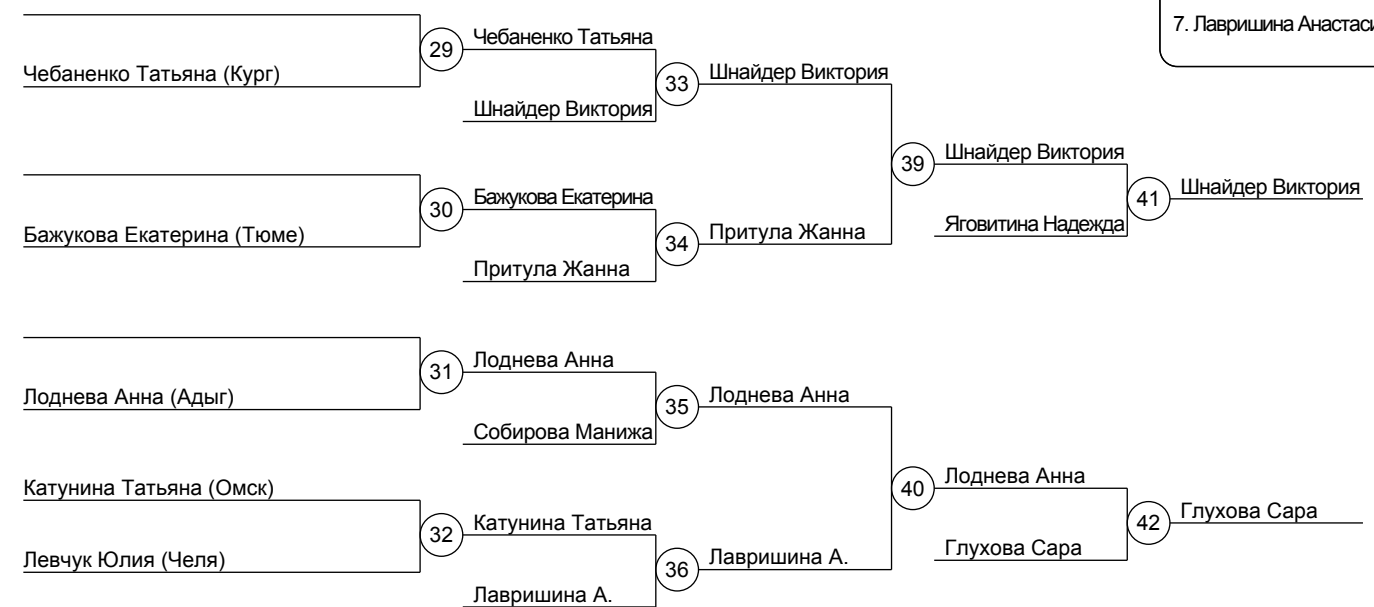 7. Лавришина Анастаси
29
Чебаненко Татьяна
Чебаненко Татьяна (Кург)
33
Шнайдер Виктория
Шнайдер Виктория
39
Шнайдер Виктория
41
Шнайдер Виктория
30
Бажукова Екатерина
Бажукова Екатерина (Тюме)
34
Притула Жанна
Яговитина Надежда
Притула Жанна
31
Лоднева Анна
Лоднева Анна (Адыг)
35
Лоднева Анна
Собирова Манижа
40
Лоднева Анна
42
Глухова Сара
Катунина Татьяна (Омск)
32
Катунина Татьяна
Левчук Юлия (Челя)
36
Лавришина А.
Глухова Сара
Лавришина А.